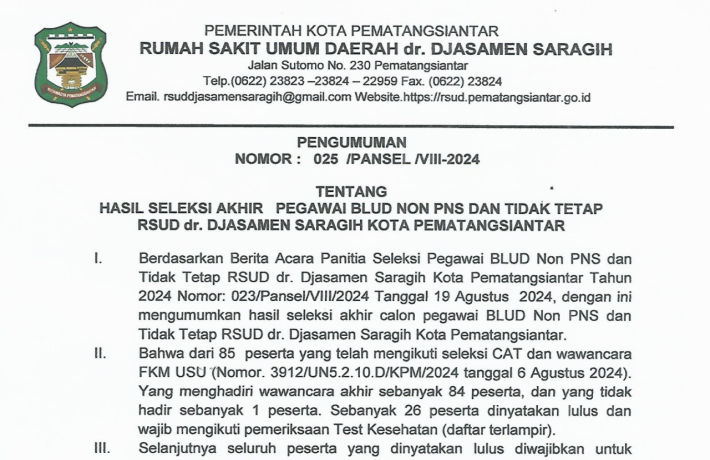 PEMERINTAH KOTA PEMATANGSIANTAR
RUMAH SAKIT UMUM DAERAH dr. DJASAMEN SARAGIH
Jalan Sutomo No. 230 Pematangsiantar
Telp.(0622) 23823 –23824 – 22959 Fax. (0622) 23824
Email. rsuddjasamensaragih@gmail.com Website.https://rsud.pematangsiantar.go.id
PENGUMUMAN
NOMOR : 025 /PANSEL /VIII-2024
TENTANG
HASIL SELEKSI AKHIR PEGAWAI BLUD NON PNS DAN TIDAK TETAP
RSUD dr. DJASAMEN SARAGIH KOTA PEMATANGSIANTAR
I. Berdasarkan Berita Acara Panitia Seleksi Pegawai BLUD Non PNS dan
Tidak Tetap RSUD dr. Djasamen Saragih Kota Pematangsiantar Tahun
2024 Nomor: 023/Pansel/VIII/2024 Tanggal 19 Agustus 2024, dengan ini
mengumumkan hasil seleksi akhir calon pegawai BLUD Non PNS dan
Tidak Tetap RSUD dr. Djasamen Saragih Kota Pematangsiantar.
II. Bahwa dari 85 peserta yang telah mengikuti seleksi CAT dan wawancara
FKM USU (Nomor. 3912/UN5.2.10.D/KPM/2024 tanggal 6 Agustus 2024).
Yang menghadiri wawancara akhir sebanyak 84 peserta, dan yang tidak
hadir sebanyak 1 peserta. Sebanyak 26 peserta dinyatakan lulus dan
wajib mengikuti pemeriksaan Test Kesehatan (daftar terlampir).
III. Selanjutnya seluruh peserta yang dinyatakan lulus diwajibkan untuk